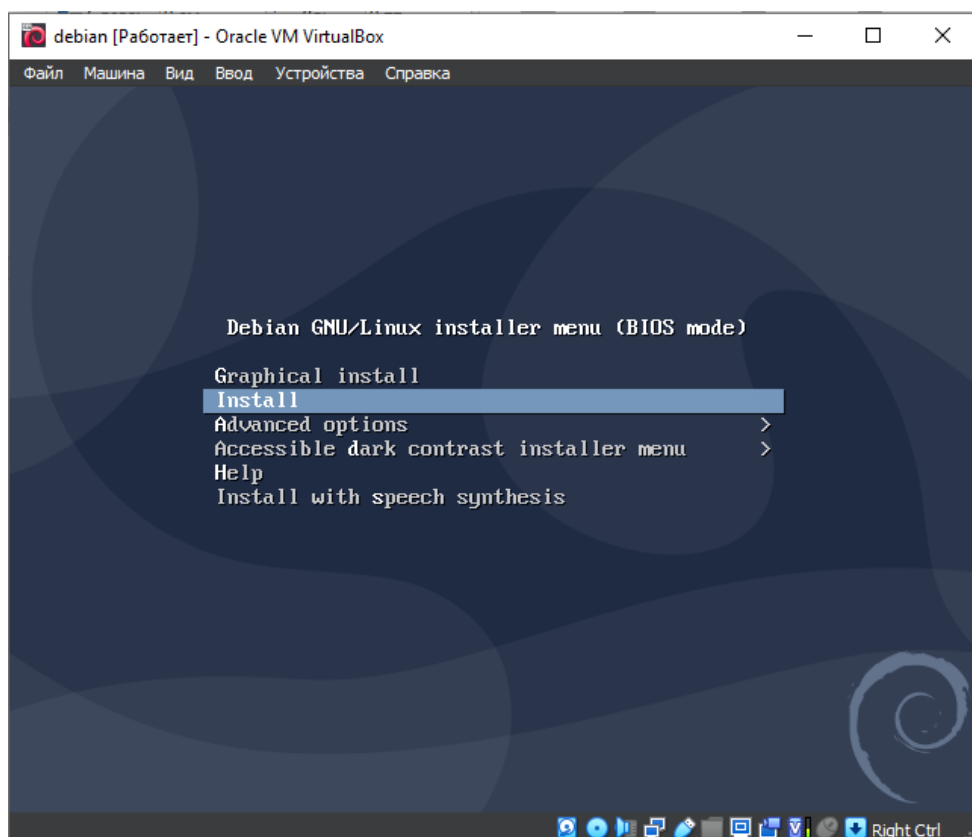 debian [Работает] - Oracle VM VirtualBox
Файл Машина Вид Ввод Устройства Справка
Debian GNU/Linux installer menu (BIOS mode)
Graphical install
Install
Advanced options >
Accessible dark contrast installer menu >
Help
Install with speech synthesis
Right Ctrl